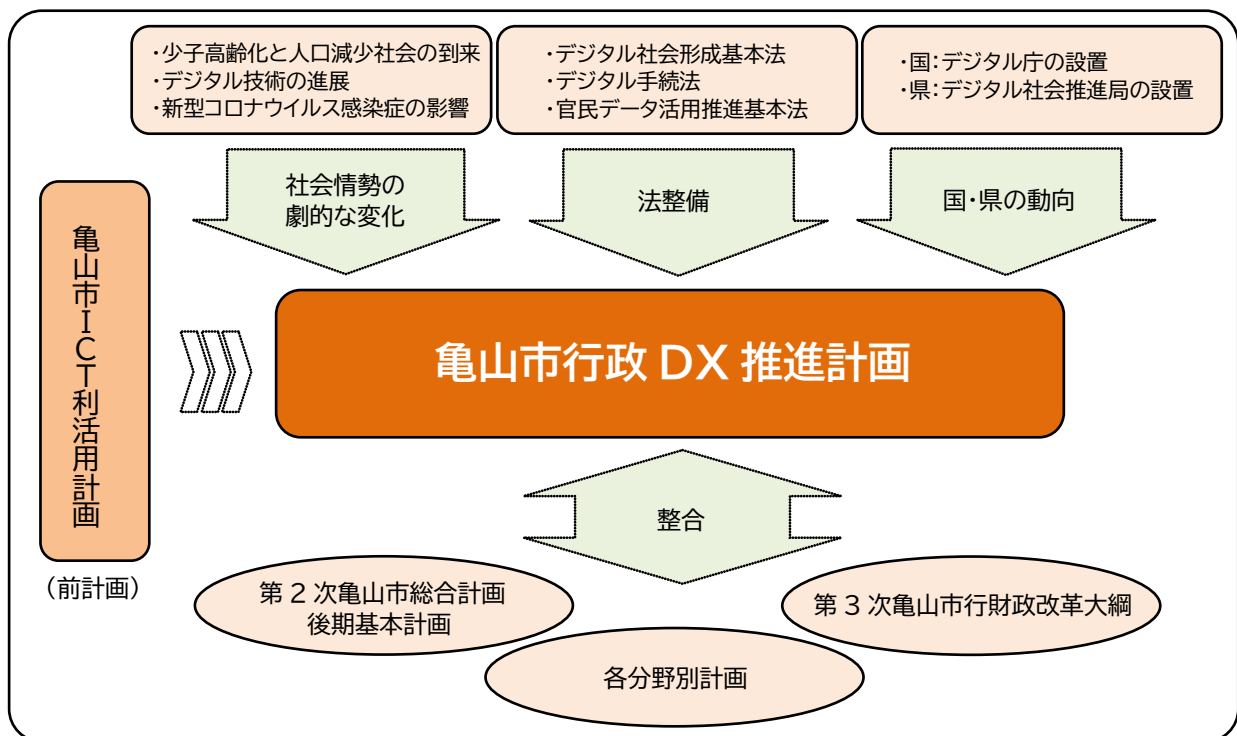 ・少子高齢化と人口減少社会の到来
・デジタル技術の進展
・新型コロナウイルス感染症の影響
・デジタル社会形成基本法
・デジタル手続法
・官民データ活用推進基本法
・国：デジタル庁の設置
・県：デジタル社会推進局の設置
社会情勢の
劇的な変化
法整備
国・県の動向
亀山市ICT利活用計画
（前計画）
亀山市行政 DX 推進計画
整合
第２次亀山市総合計画
後期基本計画
第３次亀山市行財政改革大綱
各分野別計画